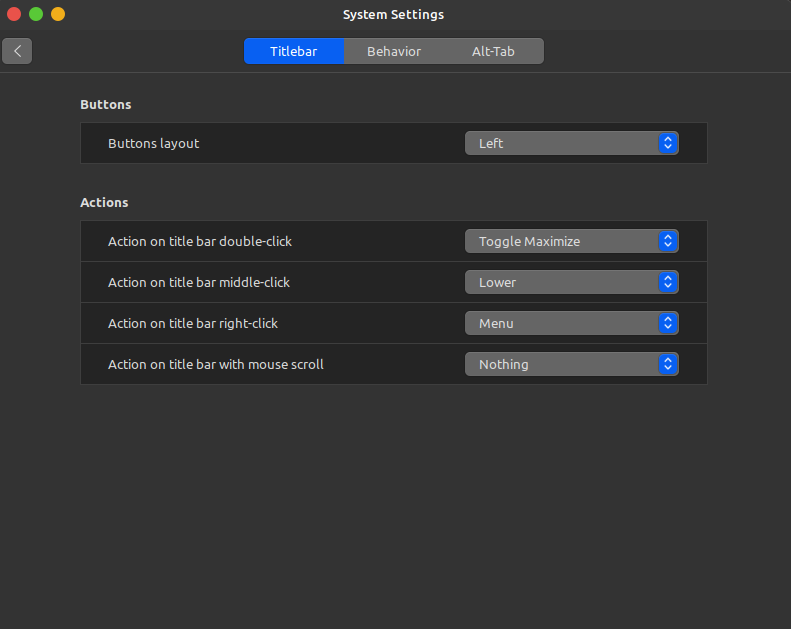 System Settings
Titlebar Behavior Alt-Tab
Buttons
Buttons layout Left
Actions
Action on title bar double-click Toggle Maximize
Action on title bar middle-click Lower
Action on title bar right-click Menu
Action on title bar with mouse scroll Nothing